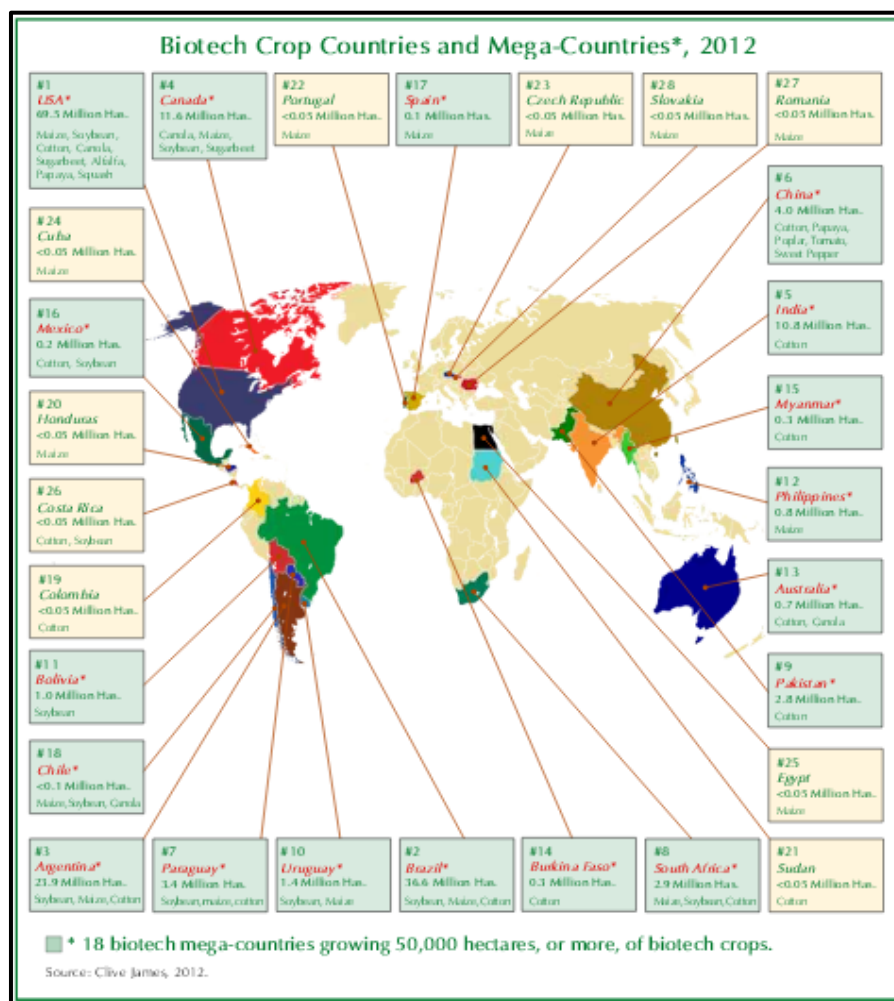 Biotech Crop Countries and Mega-Countries*, 2012
#1
USA*
69.5 Million Has.
Maize, Soybean,
Cotton, Canola,
Sugarbeet, Alfalfa,
Papaya, Squash
#4
Canada*
11.6 Million Has.
Canola, Maize,
Soybean, Sugarbeet
#22
Portugal
<0.05 Million Has.
Maize
#17
Spain*
0.1 Million Has.
Maize
#23
Czech Republic
<0.05 Million Has.
Maize
#28
Slovakia
<0.05 Million Has.
Maize
#27
Romania
<0.05 Million Has.
Maize
#24
Cuba
<0.05 Million Has.
Maize
#6
China*
4.0 Million Has.
Cotton, Papaya,
Poplar, Tomato,
Sweet Pepper
#16
Mexico*
0.2 Million Has.
Cotton, Soybean
#5
India*
10.8 Million Has.
Cotton
#20
Honduras
<0.05 Million Has.
Maize
#15
Myanmar*
0.3 Million Has.
Cotton
#26
Costa Rica
<0.05 Million Has.
Cotton, Soybean
#12
Philippines*
0.8 Million Has.
Maize
#19
Colombia
<0.05 Million Has.
Cotton
#13
Australia*
0.7 Million Has.
Cotton, Canola
#11
Bolivia*
1.0 Million Has.
Soybean
#9
Pakistan*
2.8 Million Has.
Cotton
#18
Chile*
<0.1 Million Has.
Maize, Soybean, Canola
#25
Egypt
<0.05 Million Has.
Maize
#3
Argentina*
23.9 Million Has.
Soybean, Maize, Cotton
#7
Paraguay*
3.4 Million Has.
Soybean, maize, cotton
#10
Uruguay*
1.4 Million Has.
Soybean, Maize
#2
Brazil*
36.6 Million Has.
Soybean, Maize, Cotton
#14
Burkina Faso*
0.3 Million Has.
Cotton
#8
South Africa*
2.9 Million Has.
Maize, Soybean, Cotton
#21
Sudan
<0.05 Million Has.
Cotton
* 18 biotech mega-countries growing 50,000 hectares, or more, of biotech crops.
Source: Clive James, 2012.